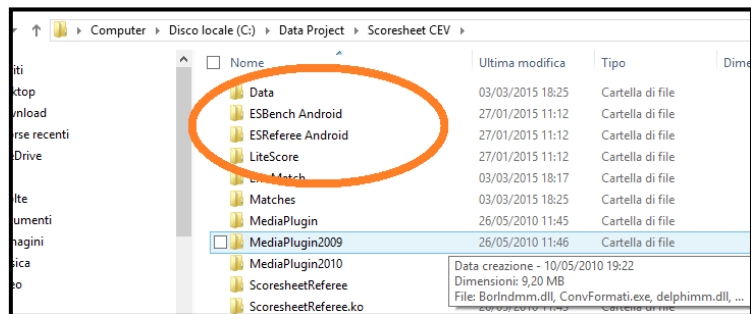 Computer Disco locale (C:) Data Project Scoresheet CEV
Nome Ultima modifica Tipo Dime
iti
ktop
vnload
rse recenti
eDrive
olte
umenti
nagini
sica
eo
Data 03/03/2015 18:25 Cartella di file
ESBench Android 27/01/2015 11:12 Cartella di file
ESReferee Android 27/01/2015 11:12 Cartella di file
LiteScore 27/01/2015 11:12 Cartella di file
03/03/2015 18:17 Cartella di file
Matches 03/03/2015 18:25 Cartella di file
MediaPlugin 26/05/2010 11:45 Cartella di file
MediaPlugin2009 26/05/2010 11:46 Cartella di file
MediaPlugin2010
ScoresheetReferee
ScoresheetReferee.ko
Data creazione - 10/05/2010 19:22
Dimensioni: 9,20 MB
File: Borlndmm.dll, ConvFormati.exe, delphimm.dll, ...